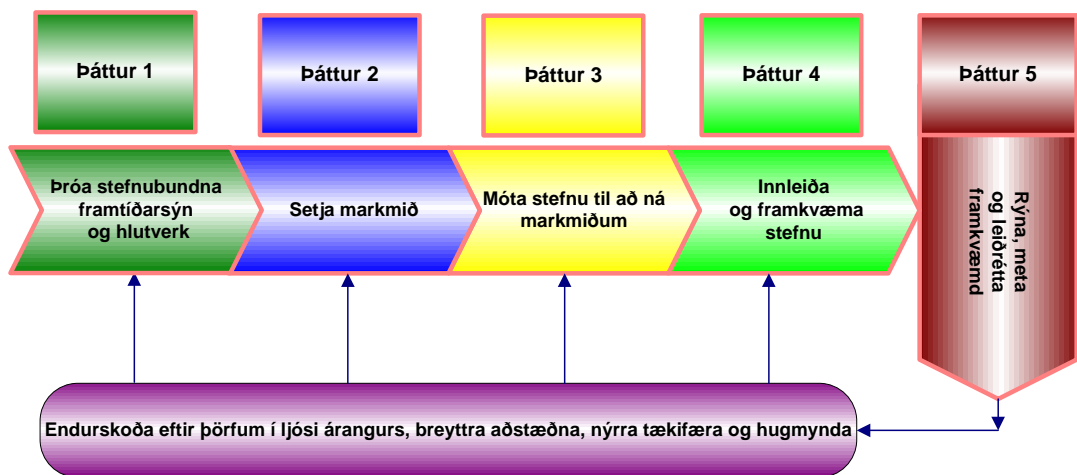 Þáttur 1
Þáttur 2
Þáttur 3
Þáttur 4
Þáttur 5
Þróa stefnubundna
framtíðarsýn
og hlutverk
Setja markmið
Móta stefnu til að ná
markmiðum
Innleiða
og framkvæma
stefnu
Rýna, meta
og leiðrétta
framkvæmd
Endurskoða eftir þörfum í ljósi árangurs, breyttra aðstæðna, nýrra tækifæra og hugmynda